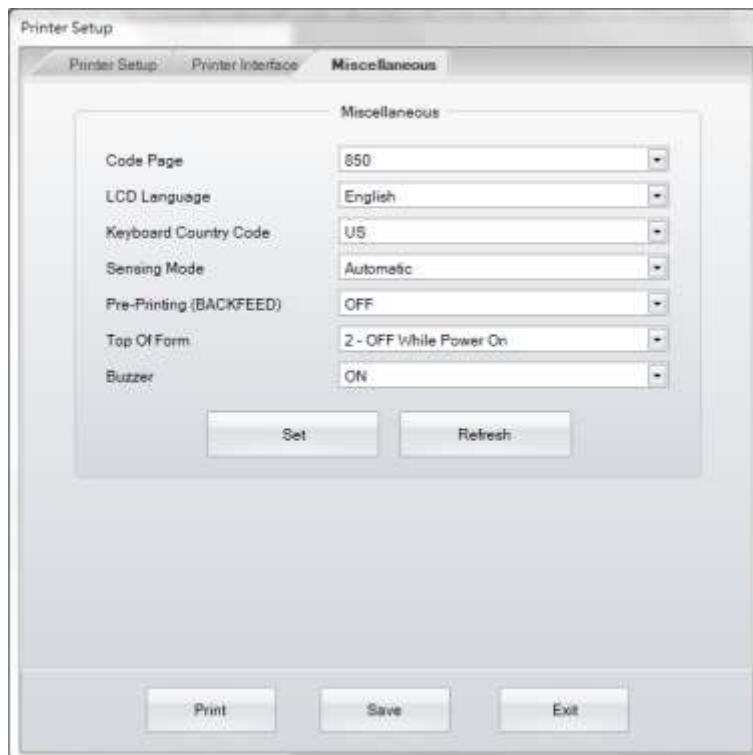 Printer Setup
Printer Setup Printer Interface Miscellaneous
Miscellaneous
Code Page 850
LCD Language English
Keyboard Country Code US
Sensing Mode Automatic
Pre-Printing (BACKFEED) OFF
Top Of Form 2 - OFF While Power On
Buzzer ON
Set Refresh
Print Save Exit